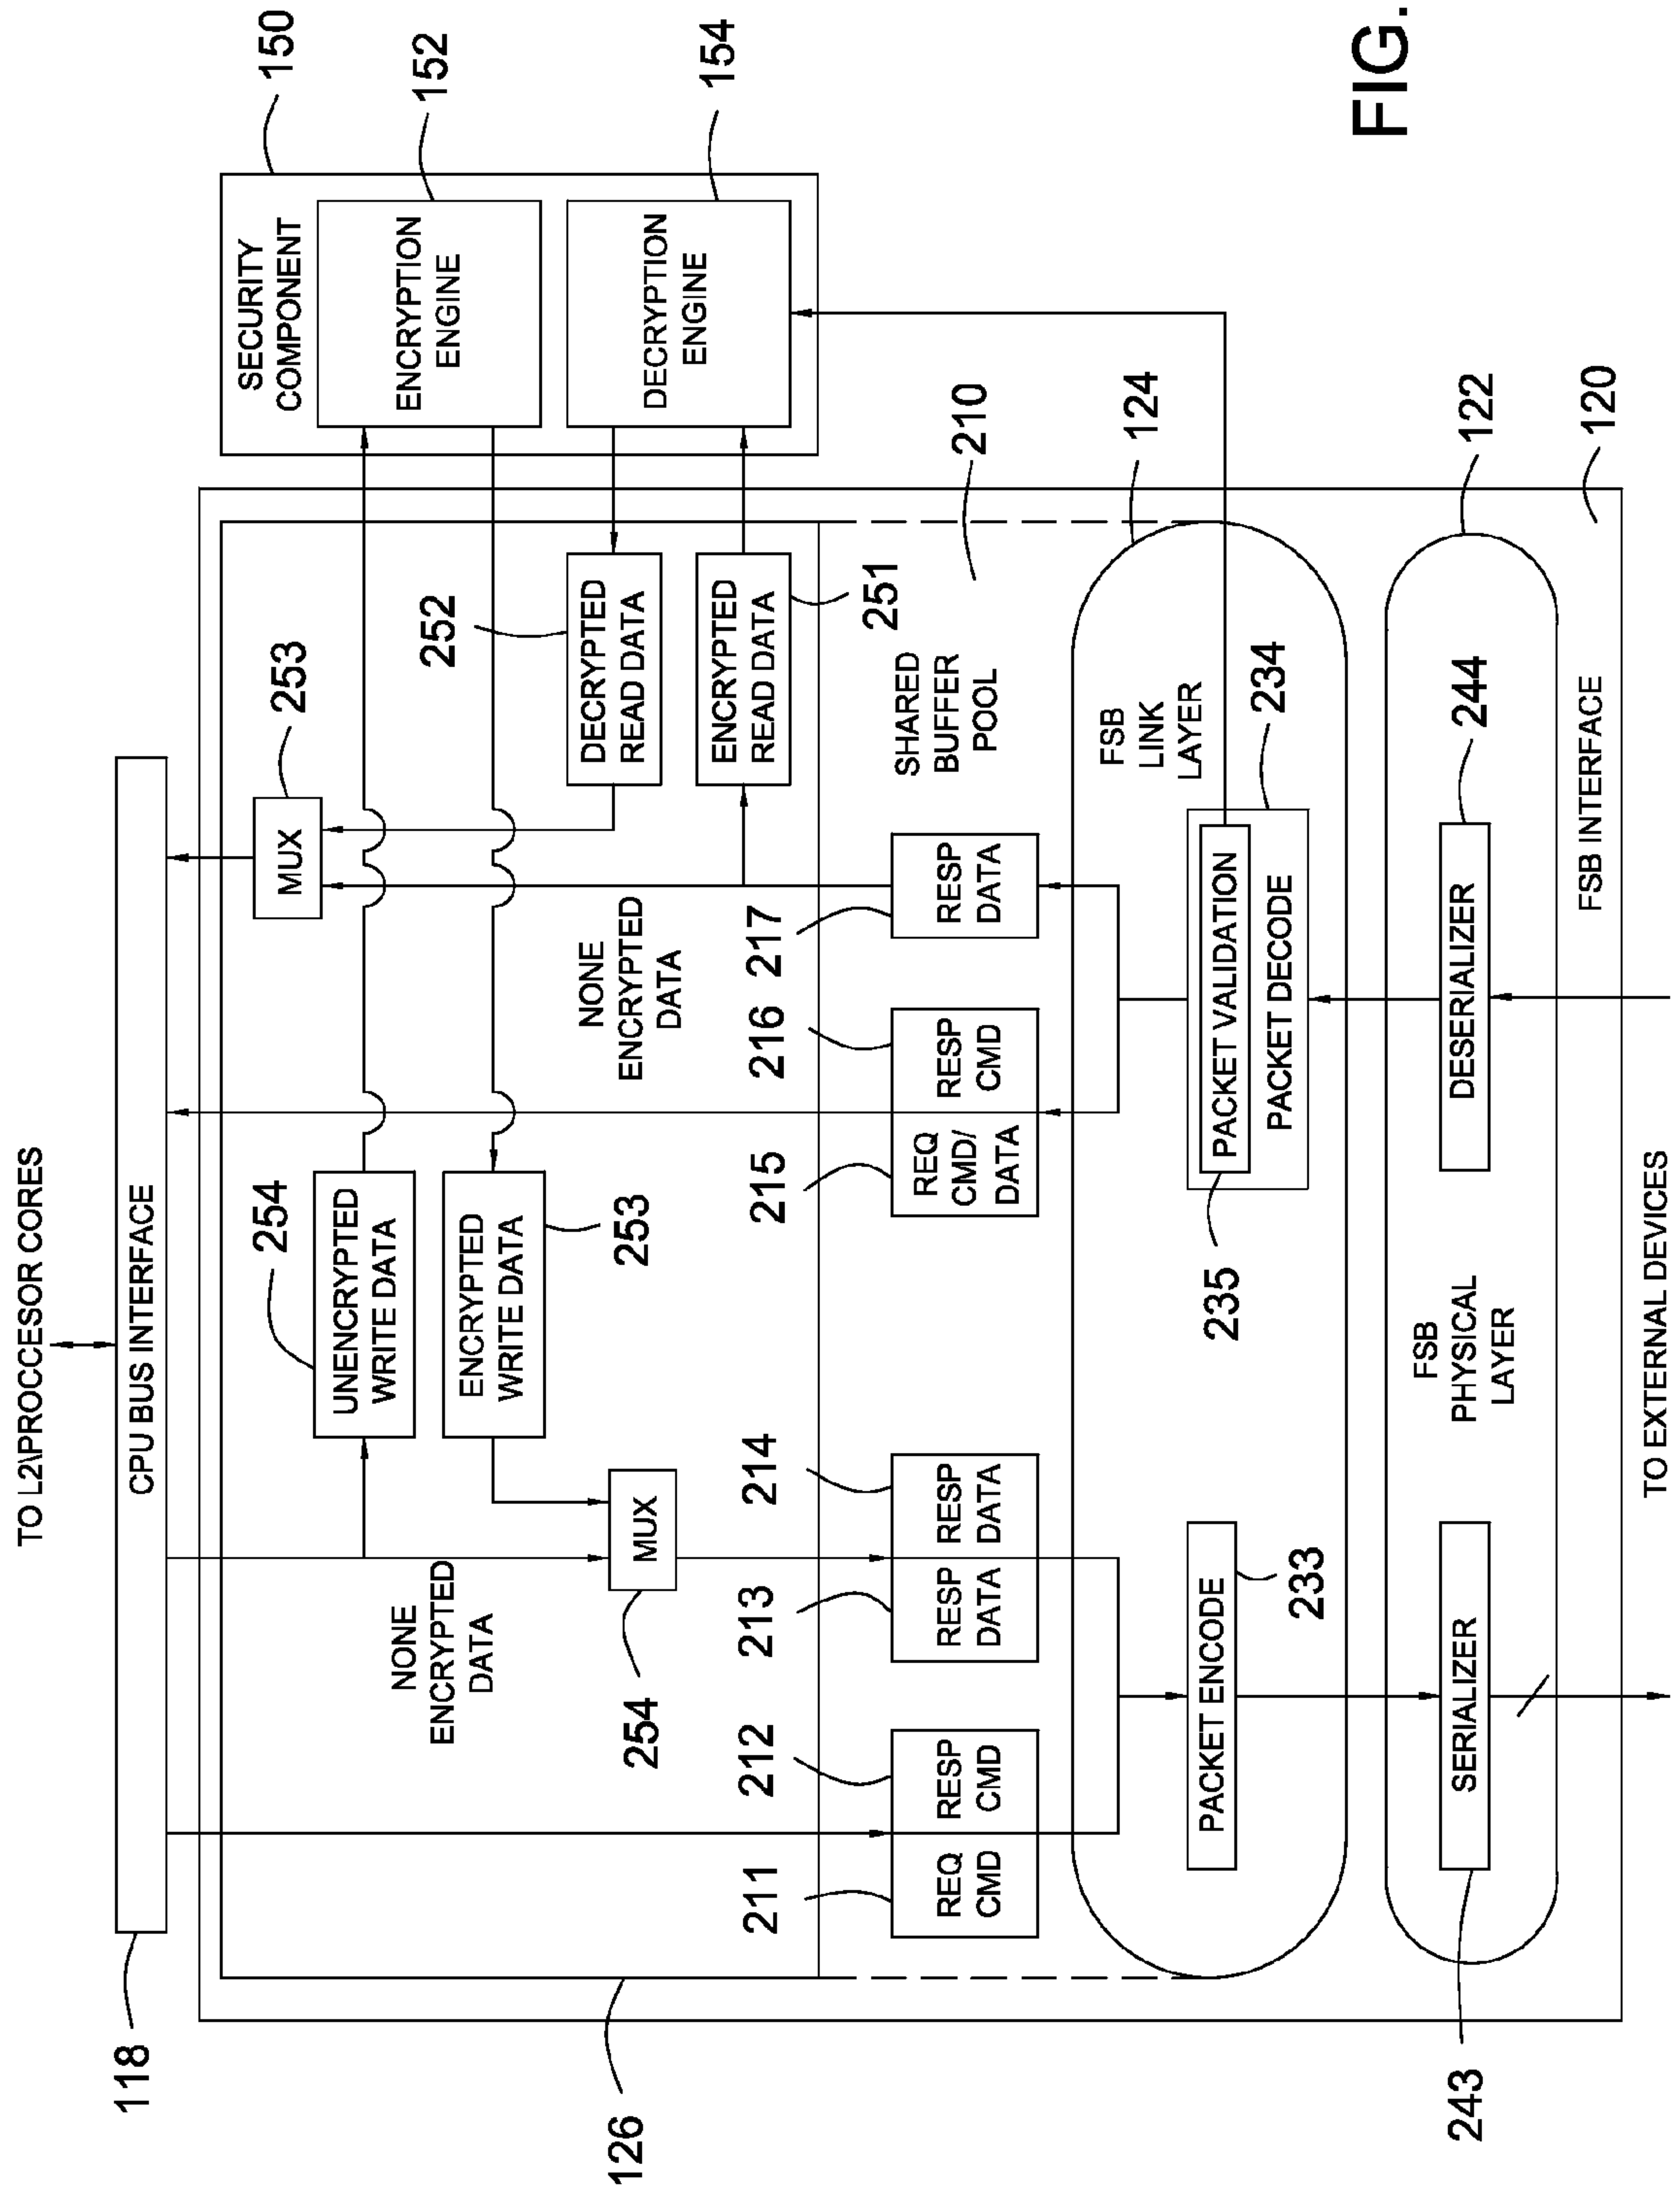 TO L2\PROCCESOR CORES
118
CPU BUS INTERFACE
126
NONE
ENCRYPTED
DATA
254
UNENCRYPTED
WRITE DATA
ENCRYPTED
WRITE DATA
253
MUX
254
253
MUX
NONE
ENCRYPTED
DATA
252
DECRYPTED
READ DATA
ENCRYPTED
READ DATA
251
150
SECURITY
COMPONENT
152
ENCRYPTION
ENGINE
154
DECRYPTION
ENGINE
211
REQ
CMD
212
RESP
CMD
213
RESP
DATA
214
RESP
DATA
215
REQ
CMD/
DATA
216
RESP
CMD
217
RESP
DATA
SHARED
BUFFER
POOL
210
FSB
LINK
LAYER
124
PACKET ENCODE
233
235
PACKET VALIDATION
PACKET DECODE
234
243
SERIALIZER
FSB
PHYSICAL
LAYER
DESERIALIZER
244
122
FSB INTERFACE
120
TO EXTERNAL DEVICES
FIG.